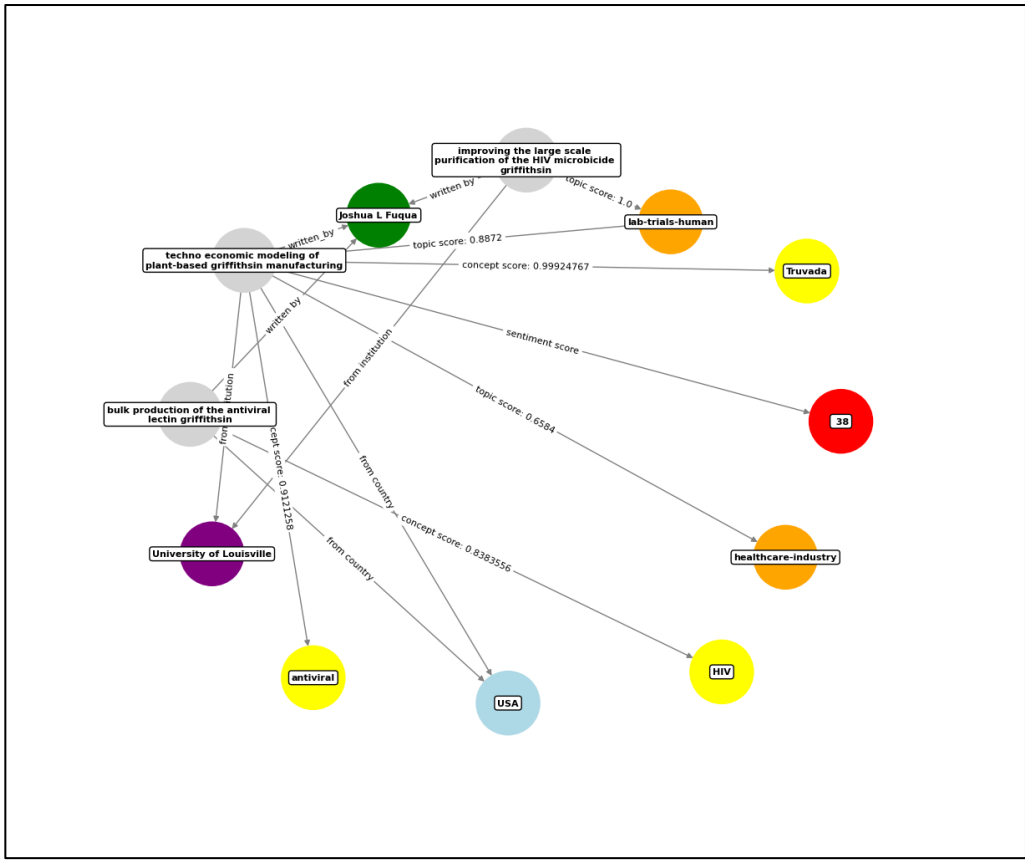 improving the large scale
purification of the HIV microbicide
griffithsin
written by
topic score: 1.0
Joshua L Fuqua
lab-trials-human
written_by
topic score: 0.8872
techno economic modeling of
plant-based griffithsin manufacturing
concept score: 0.99924767
Truvada
written by
sentiment score
from institution
topic score: 0.6584
bulk production of the antiviral
lectin griffithsin
38
from
itution
cept score: 0.9121258
from country
concept score: 0.8383556
from country
University of Louisville
healthcare-industry
antiviral
HIV
USA